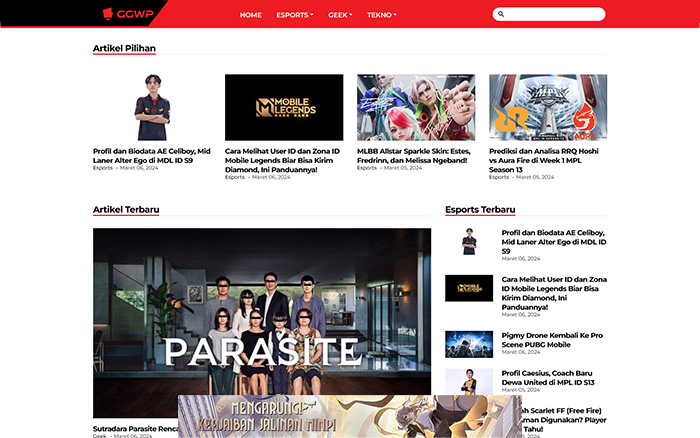 GGWP
HOME ESPORTS GEEK TEKNO
Artikel Pilihan
MOBILE
LEGENDS
BANG BANG
Profil dan Biodata AE Celiboy, Mid
Laner Alter Ego di MDL ID S9
Esports • Maret 06, 2024
Cara Melihat User ID dan Zona
ID Mobile Legends Biar Bisa
Kirim Diamond, Ini
Panduannya!
Esports • Maret 06, 2024
MLBB Allstar Sparkle Skin: Estes,
Fredrinn, dan Melissa Ngeband!
Esports • Maret 05, 2024
MPL
AURA
Prediksi dan Analisa RRQ Hoshi
vs Aura Fire di Week 1 MPL
Season 13
Esports • Maret 05, 2024
Artikel Terbaru
PARASITE
Sutradara Parasite Renca
Geek • Maret 06, 2024
Esports Terbaru
Profil dan Biodata AE Celiboy,
Mid Laner Alter Ego di MDL ID
S9
Maret 06, 2024
Cara Melihat User ID dan Zona
ID Mobile Legends Biar Bisa
Kirim Diamond, Ini
Panduannya!
Maret 06, 2024
Pigmy Drone Kembali Ke Pro
Scene PUBG Mobile
Maret 06, 2024
Profil Caesius, Coach Baru
Dewa United di MPL ID S13
Maret 05, 2024
ah Scarlet FF (Free Fire)
man Digunakan? Player
Tahu!
Maret 05, 2024
MENGARUNGI
KEAJAIBAN JALINAN MIMPI